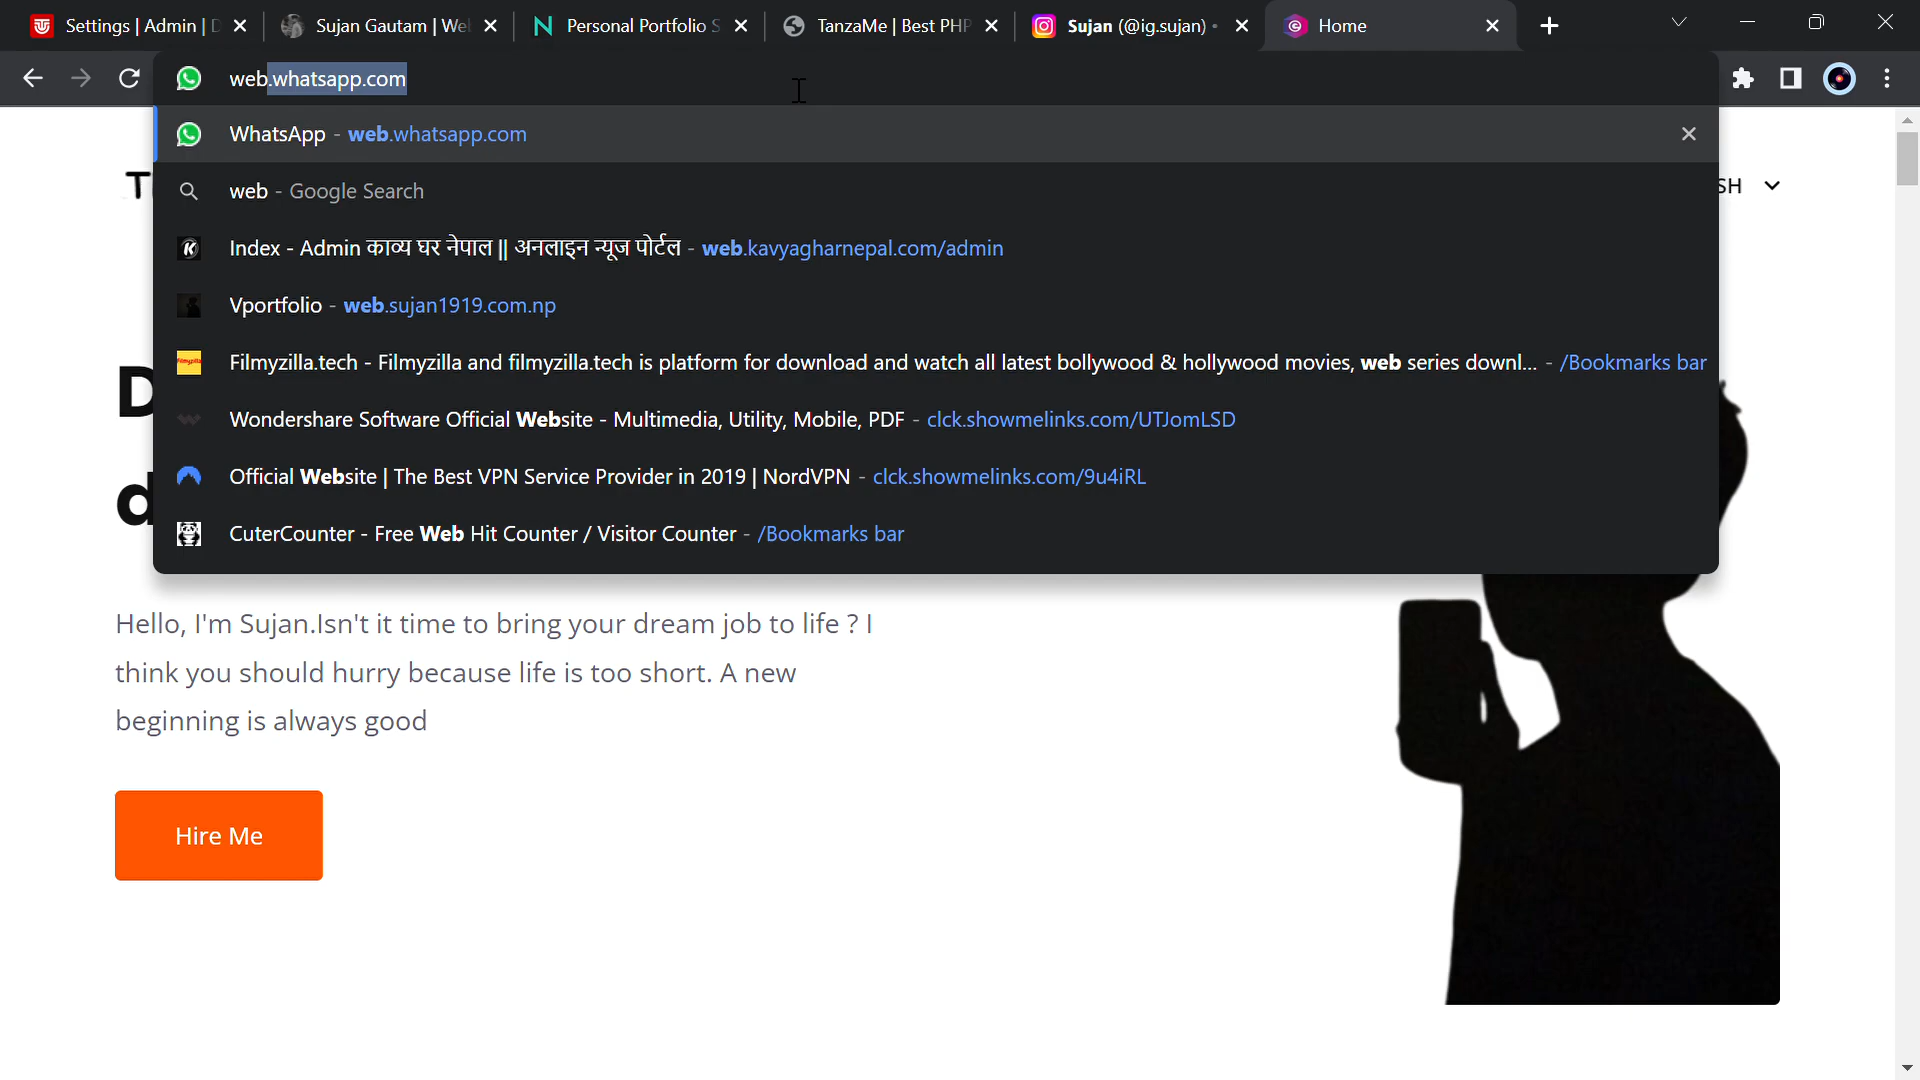 Settings | Admin | D
Sujan Gautam | We
Personal Portfolio S
TanzaMe | Best PHP
Sujan (@ig.sujan) •
Home
web.whatsapp.com
WhatsApp - web.whatsapp.com
web - Google Search
Index - Admin काव्य घर नेपाल || अनलाइन न्यूज पोर्टल - web.kavyagharnepal.com/admin
Vportfolio - web.sujan1919.com.np
Filmyzilla.tech - Filmyzilla and filmyzilla.tech is platform for download and watch all latest bollywood & hollywood movies, web series downl... - /Bookmarks bar
Wondershare Software Official Website - Multimedia, Utility, Mobile, PDF - clck.showmelinks.com/UTJomLSD
Official Website | The Best VPN Service Provider in 2019 | NordVPN - clck.showmelinks.com/9u4iRL
CuterCounter - Free Web Hit Counter / Visitor Counter - /Bookmarks bar
SH
D
d
Hello, I'm Sujan.Isn't it time to bring your dream job to life ? I
think you should hurry because life is too short. A new
beginning is always good
Hire Me